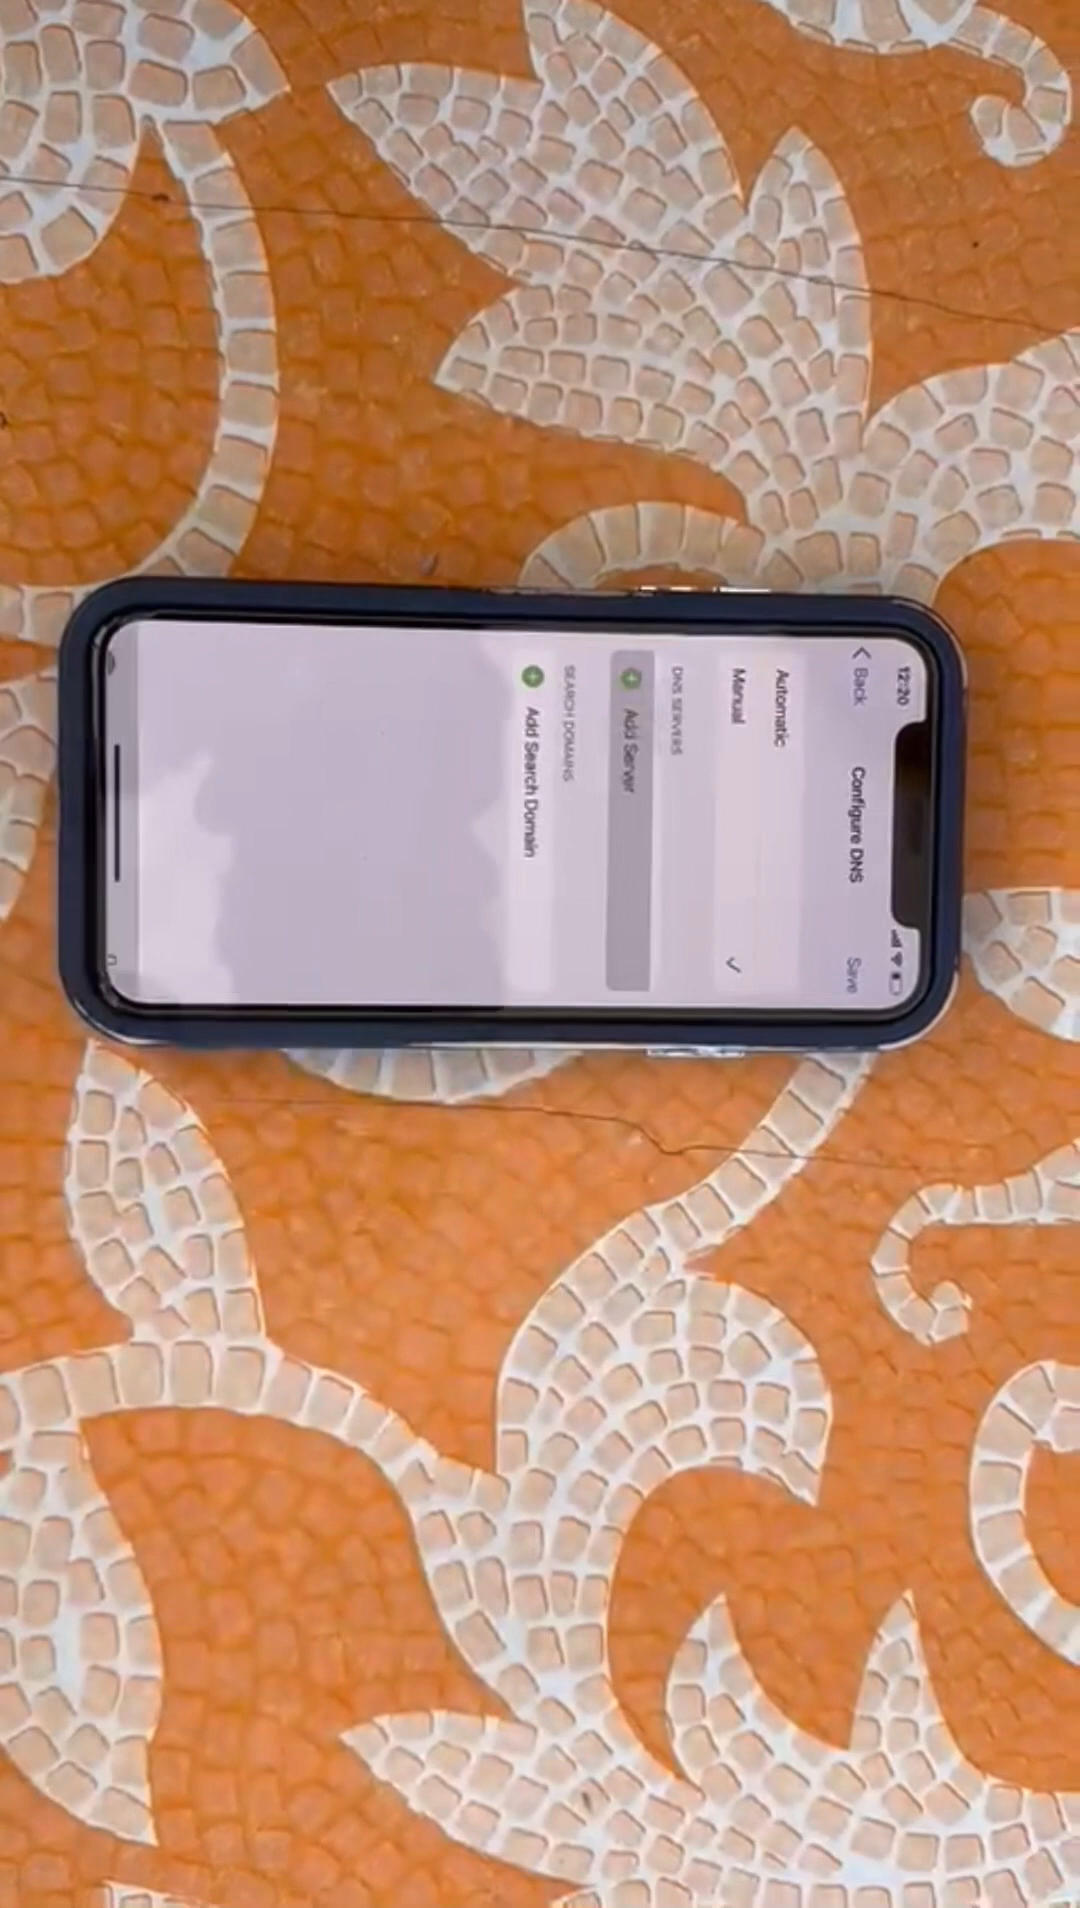 12:20
Back
Configure DNS
Save
Automatic
Manual
DNS SERVERS
Add Server
SEARCH DOMAINS
Add Search Domain